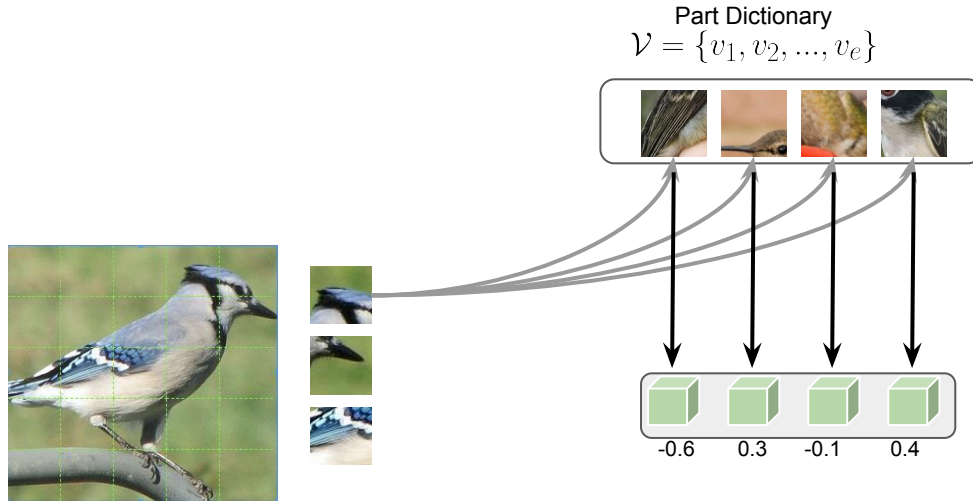 Part Dictionary
𝒱 = {v₁, v₂, ..., vₑ}
-0.6 0.3 -0.1 0.4